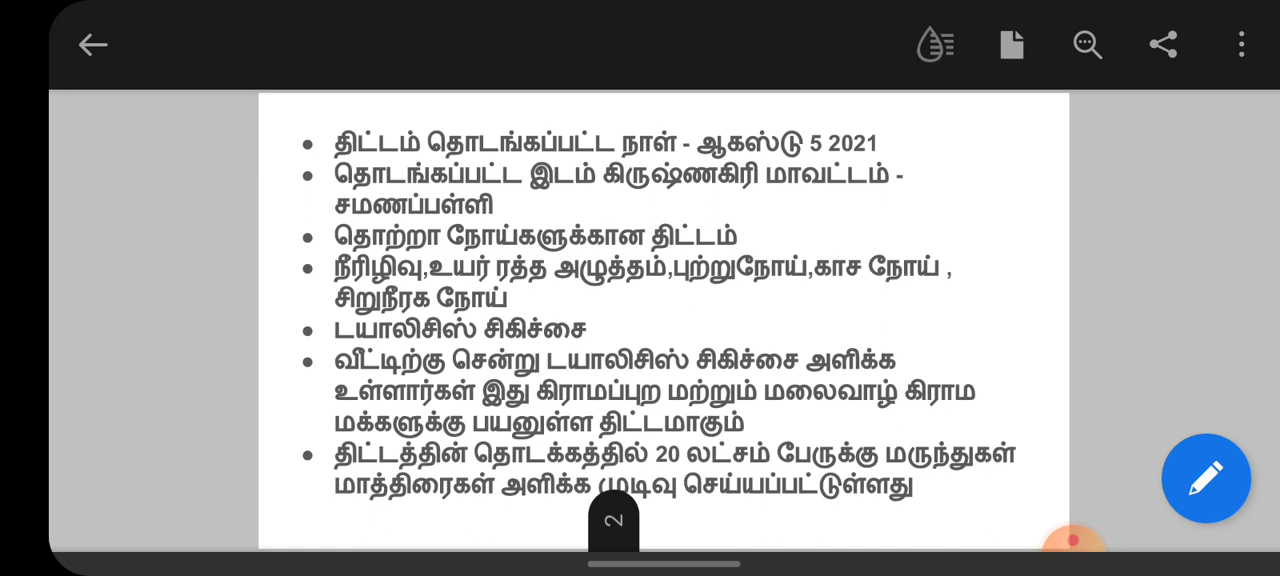 திட்டம் தொடங்கப்பட்ட நாள் - ஆகஸ்டு 5 2021
தொடங்கப்பட்ட இடம் கிருஷ்ணகிரி மாவட்டம் -
சமணப்பள்ளி
தொற்றா நோய்களுக்கான திட்டம்
நீரிழிவு,உயர் ரத்த அழுத்தம்,புற்றுநோய்,காச நோய் ,
சிறுநீரக நோய்
டயாலிசிஸ் சிகிச்சை
வீட்டிற்கு சென்று டயாலிசிஸ் சிகிச்சை அளிக்க
உள்ளார்கள் இது கிராமப்புற மற்றும் மலைவாழ் கிராம
மக்களுக்கு பயனுள்ள திட்டமாகும்
திட்டத்தின் தொடக்கத்தில் 20 லட்சம் பேருக்கு மருந்துகள்
மாத்திரைகள் அளிக்க முடிவு செய்யப்பட்டுள்ளது
2